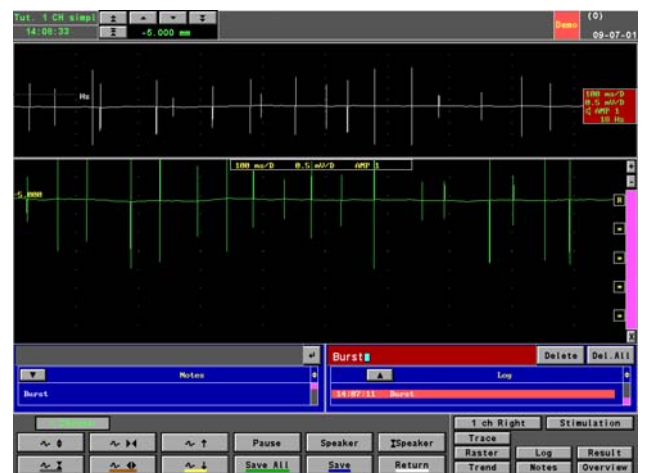 Tut. 1 CH simpl
14:08:33
-5.000 mm
Demo
(0)
09-07-01
Hz
100 ms/D
0.5 mV/D
AMP 1
10 Hz
100 ms/D 0.5 mV/D AMP 1
-5.000
R
Burst
Delete
Del.All
Notes
Log
Burst
14:07:11 Burst
1 ch Right
Stimulation
Trace
Pause
Speaker
Speaker
Raster
Log
Result
Save All
Save
Return
Trend
Notes
Overview